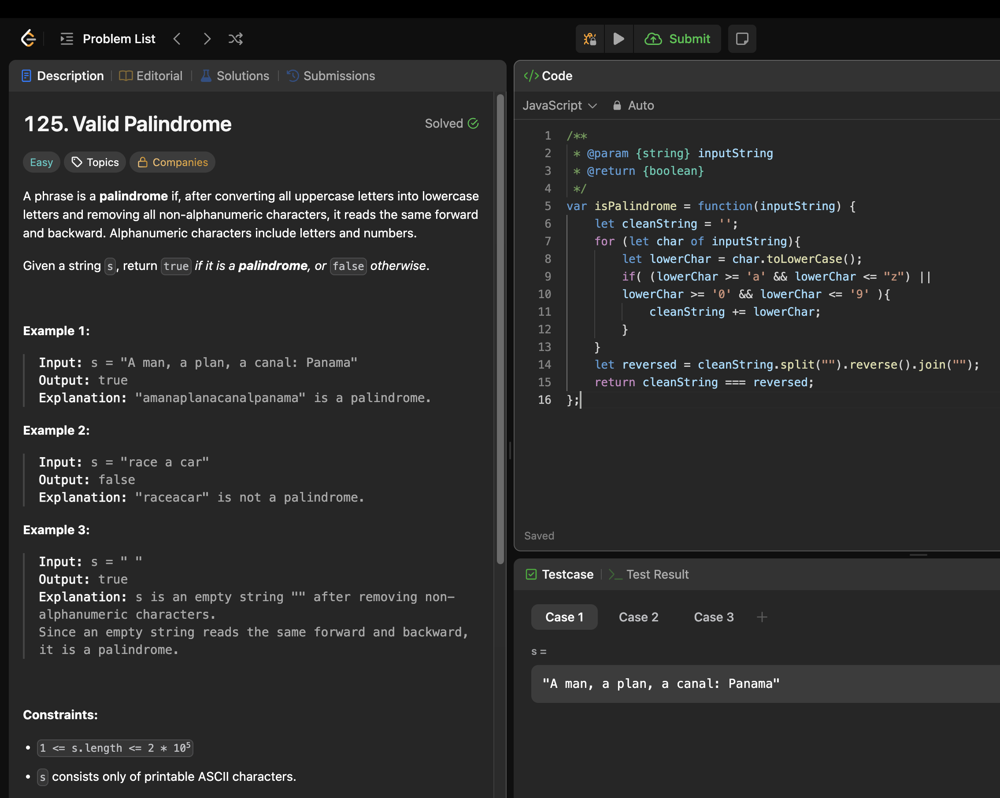 Problem List
Submit
Description
Editorial
Solutions
Submissions
125. Valid Palindrome
Solved
Easy
Topics
Companies
A phrase is a palindrome if, after converting all uppercase letters into lowercase
letters and removing all non-alphanumeric characters, it reads the same forward
and backward. Alphanumeric characters include letters and numbers.
Given a string s, return true if it is a palindrome, or false otherwise.
Example 1:
Input: s = "A man, a plan, a canal: Panama"
Output: true
Explanation: "amanaplanacanalpanama" is a palindrome.
Example 2:
Input: s = "race a car"
Output: false
Explanation: "raceacar" is not a palindrome.
Example 3:
Input: s = " "
Output: true
Explanation: s is an empty string "" after removing non-
alphanumeric characters.
Since an empty string reads the same forward and backward,
it is a palindrome.
Constraints:
• 1 <= s.length <= 2 * 10⁵
• s consists only of printable ASCII characters.
</> Code
JavaScript
Auto
1 /**
2  * @param {string} inputString
3  * @return {boolean}
4  */
5 var isPalindrome = function(inputString) {
6     let cleanString = '';
7     for (let char of inputString){
8         let lowerChar = char.toLowerCase();
9         if( (lowerChar >= 'a' && lowerChar <= "z") ||
10         lowerChar >= '0' && lowerChar <= '9' ){
11             cleanString += lowerChar;
12         }
13     }
14     let reversed = cleanString.split("").reverse().join("");
15     return cleanString === reversed;
16 };
Saved
Testcase
>_ Test Result
Case 1
Case 2
Case 3
+
s =
"A man, a plan, a canal: Panama"